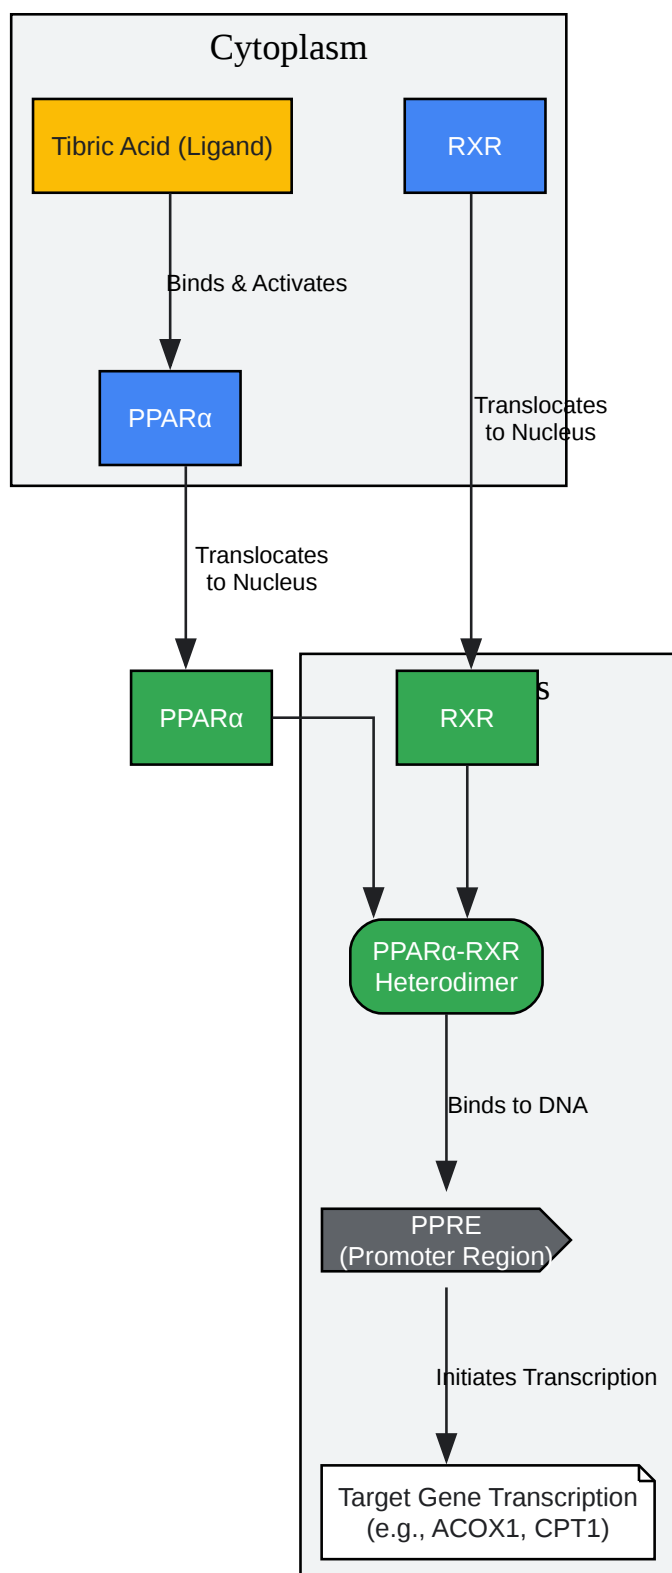 Cytoplasm
Tibric Acid (Ligand)
RXR
Binds & Activates
Translocates
to Nucleus
PPARα
Translocates
to Nucleus
PPARα
RXR
PPARα-RXR
Heterodimer
Binds to DNA
PPRE
(Promoter Region)
Initiates Transcription
Target Gene Transcription
(e.g., ACOX1, CPT1)